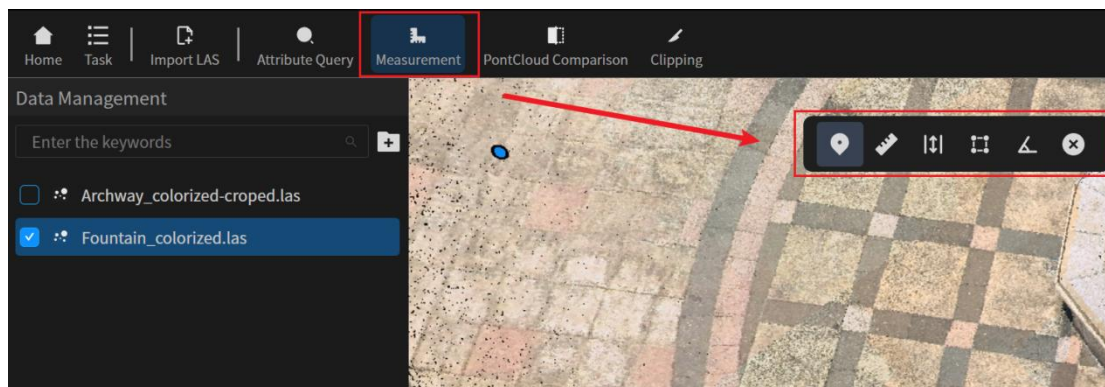 Home Task Import LAS Attribute Query Measurement PontCloud Comparison Clipping
Data Management
Enter the keywords
Archway_colorized-croped.las
Fountain_colorized.las